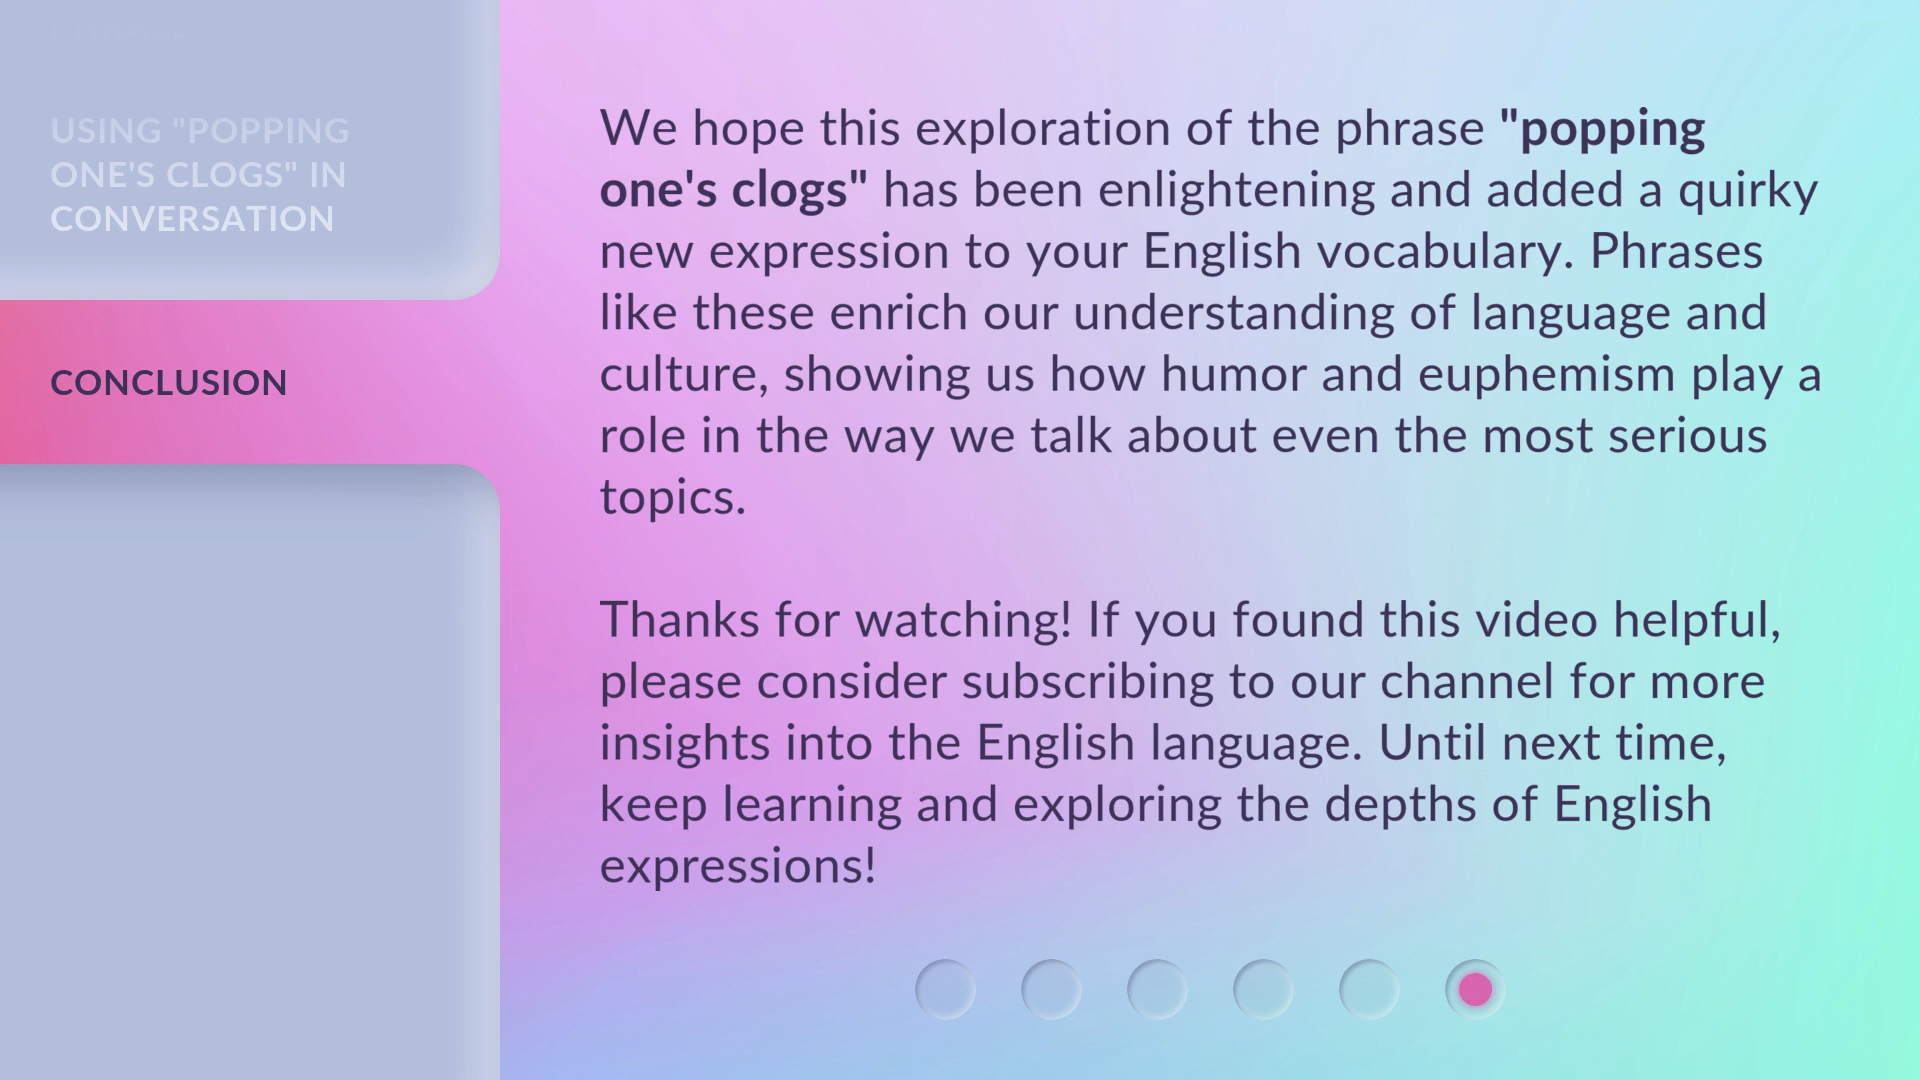 USING "POPPING
ONE'S CLOGS" IN
CONVERSATION
CONCLUSION
We hope this exploration of the phrase "popping
one's clogs" has been enlightening and added a quirky
new expression to your English vocabulary. Phrases
like these enrich our understanding of language and
culture, showing us how humor and euphemism play a
role in the way we talk about even the most serious
topics.
Thanks for watching! If you found this video helpful,
please consider subscribing to our channel for more
insights into the English language. Until next time,
keep learning and exploring the depths of English
expressions!